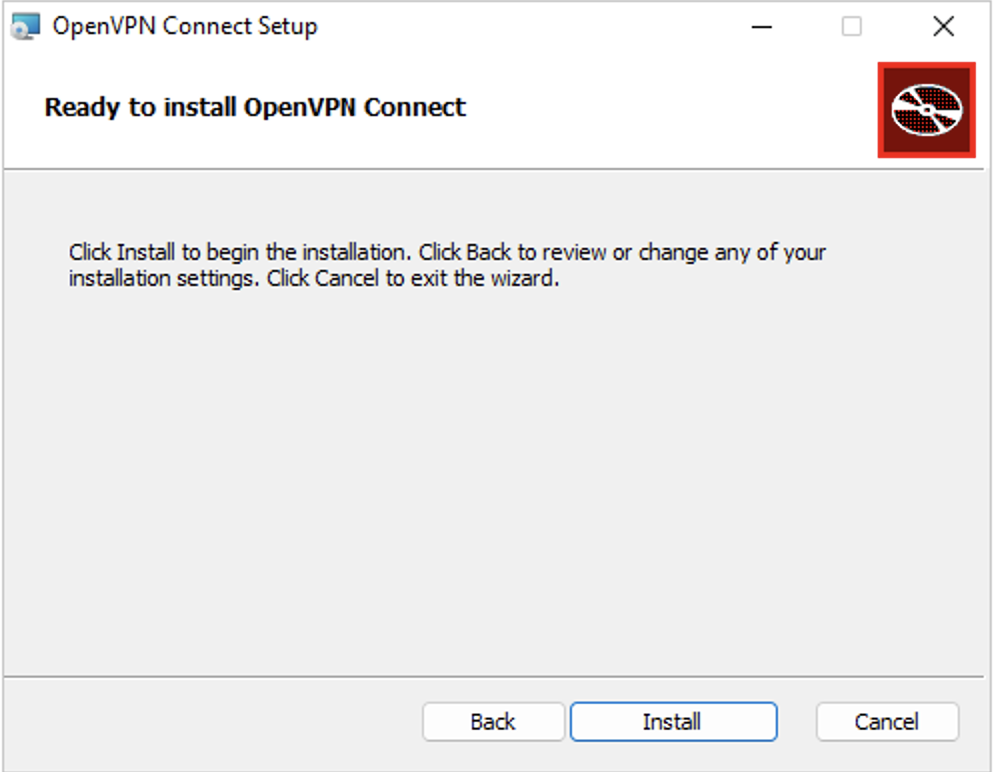 OpenVPN Connect Setup
Ready to install OpenVPN Connect
Click Install to begin the installation. Click Back to review or change any of your
installation settings. Click Cancel to exit the wizard.
Back
Install
Cancel